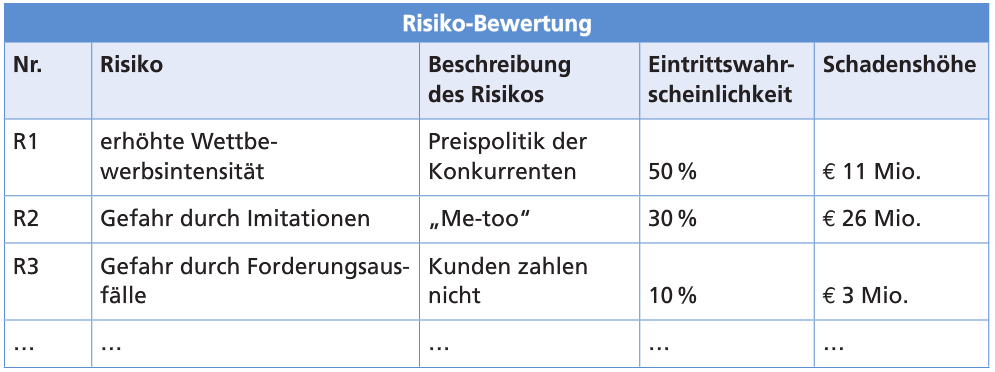 Risiko-Bewertung
Nr. Risiko Beschreibung des Risikos Eintrittswahr-scheinlichkeit Schadenshöhe
R1 erhöhte Wettbe-werbsintensität Preispolitik der Konkurrenten 50 % € 11 Mio.
R2 Gefahr durch Imitationen „Me-too“ 30 % € 26 Mio.
R3 Gefahr durch Forderungsaus-fälle Kunden zahlen nicht 10 % € 3 Mio.
... ... ... ... ...